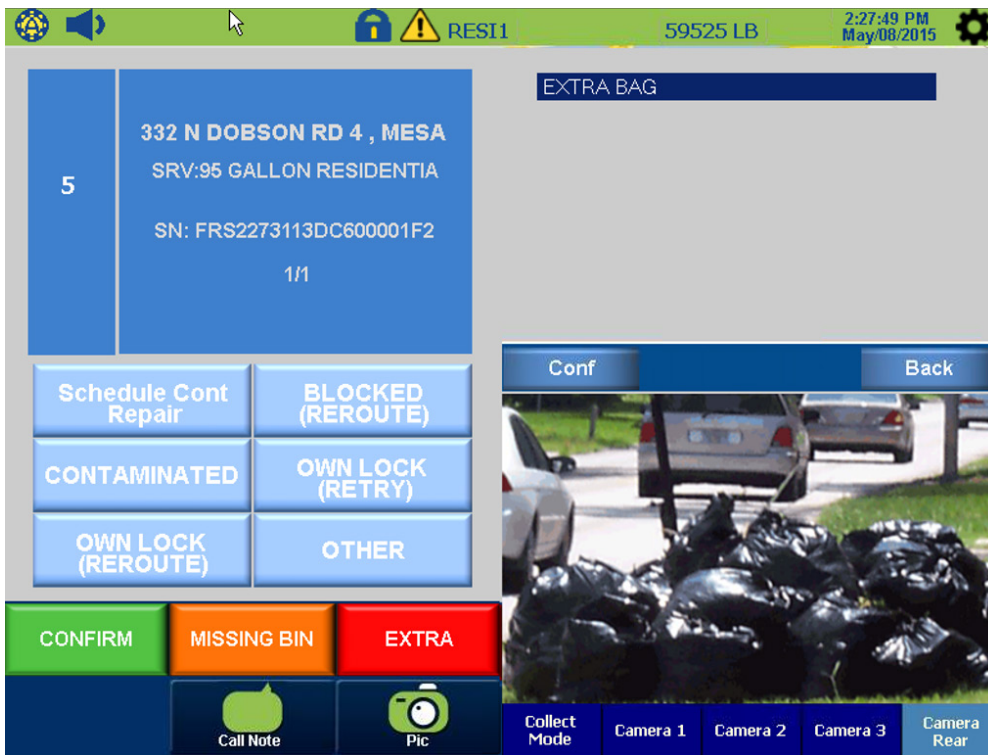 RESI1
59525 LB
2:27:49 PM
May/08/2015
5
332 N DOBSON RD 4 , MESA
SRV:95 GALLON RESIDENTIA
SN: FRS2273113DC600001F2
1/1
EXTRA BAG
Conf
Back
Schedule Cont
Repair
BLOCKED
(REROUTE)
CONTAMINATED
OWN LOCK
(RETRY)
OWN LOCK
(REROUTE)
OTHER
CONFIRM
MISSING BIN
EXTRA
Call Note
Pic
Collect
Mode
Camera 1
Camera 2
Camera 3
Camera
Rear